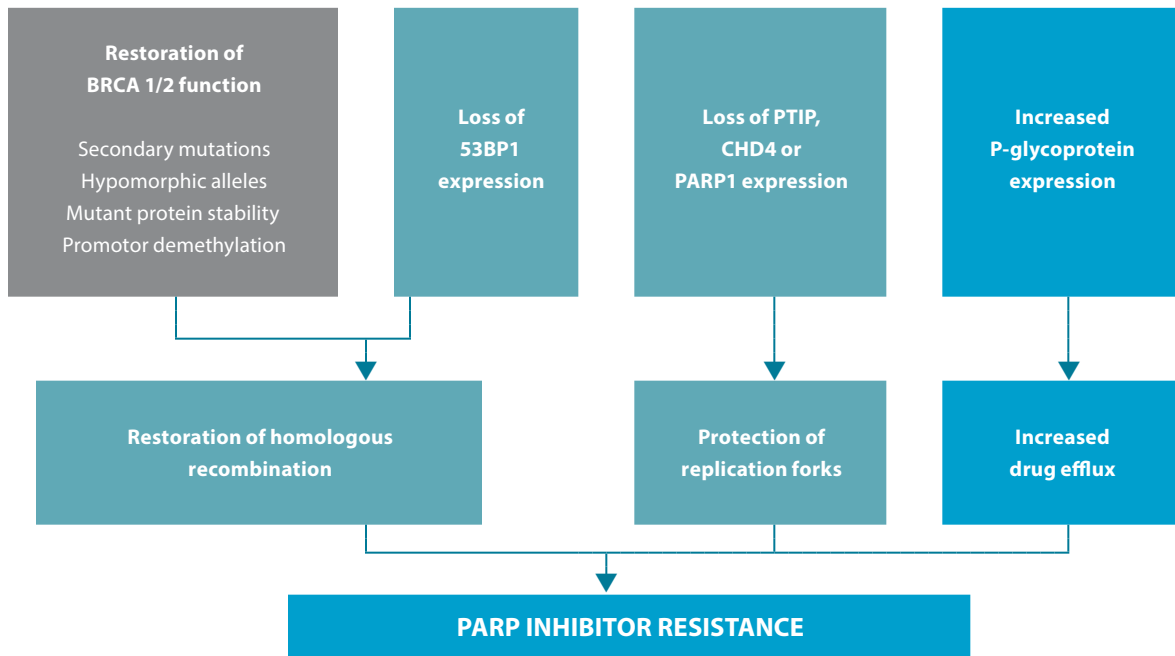 Restoration of
BRCA 1/2 function
Secondary mutations
Hypomorphic alleles
Mutant protein stability
Promotor demethylation
Loss of
53BP1
expression
Loss of PTIP,
CHD4 or
PARP1 expression
Increased
P-glycoprotein
expression
Restoration of homologous
recombination
Protection of
replication forks
Increased
drug efflux
PARP INHIBITOR RESISTANCE